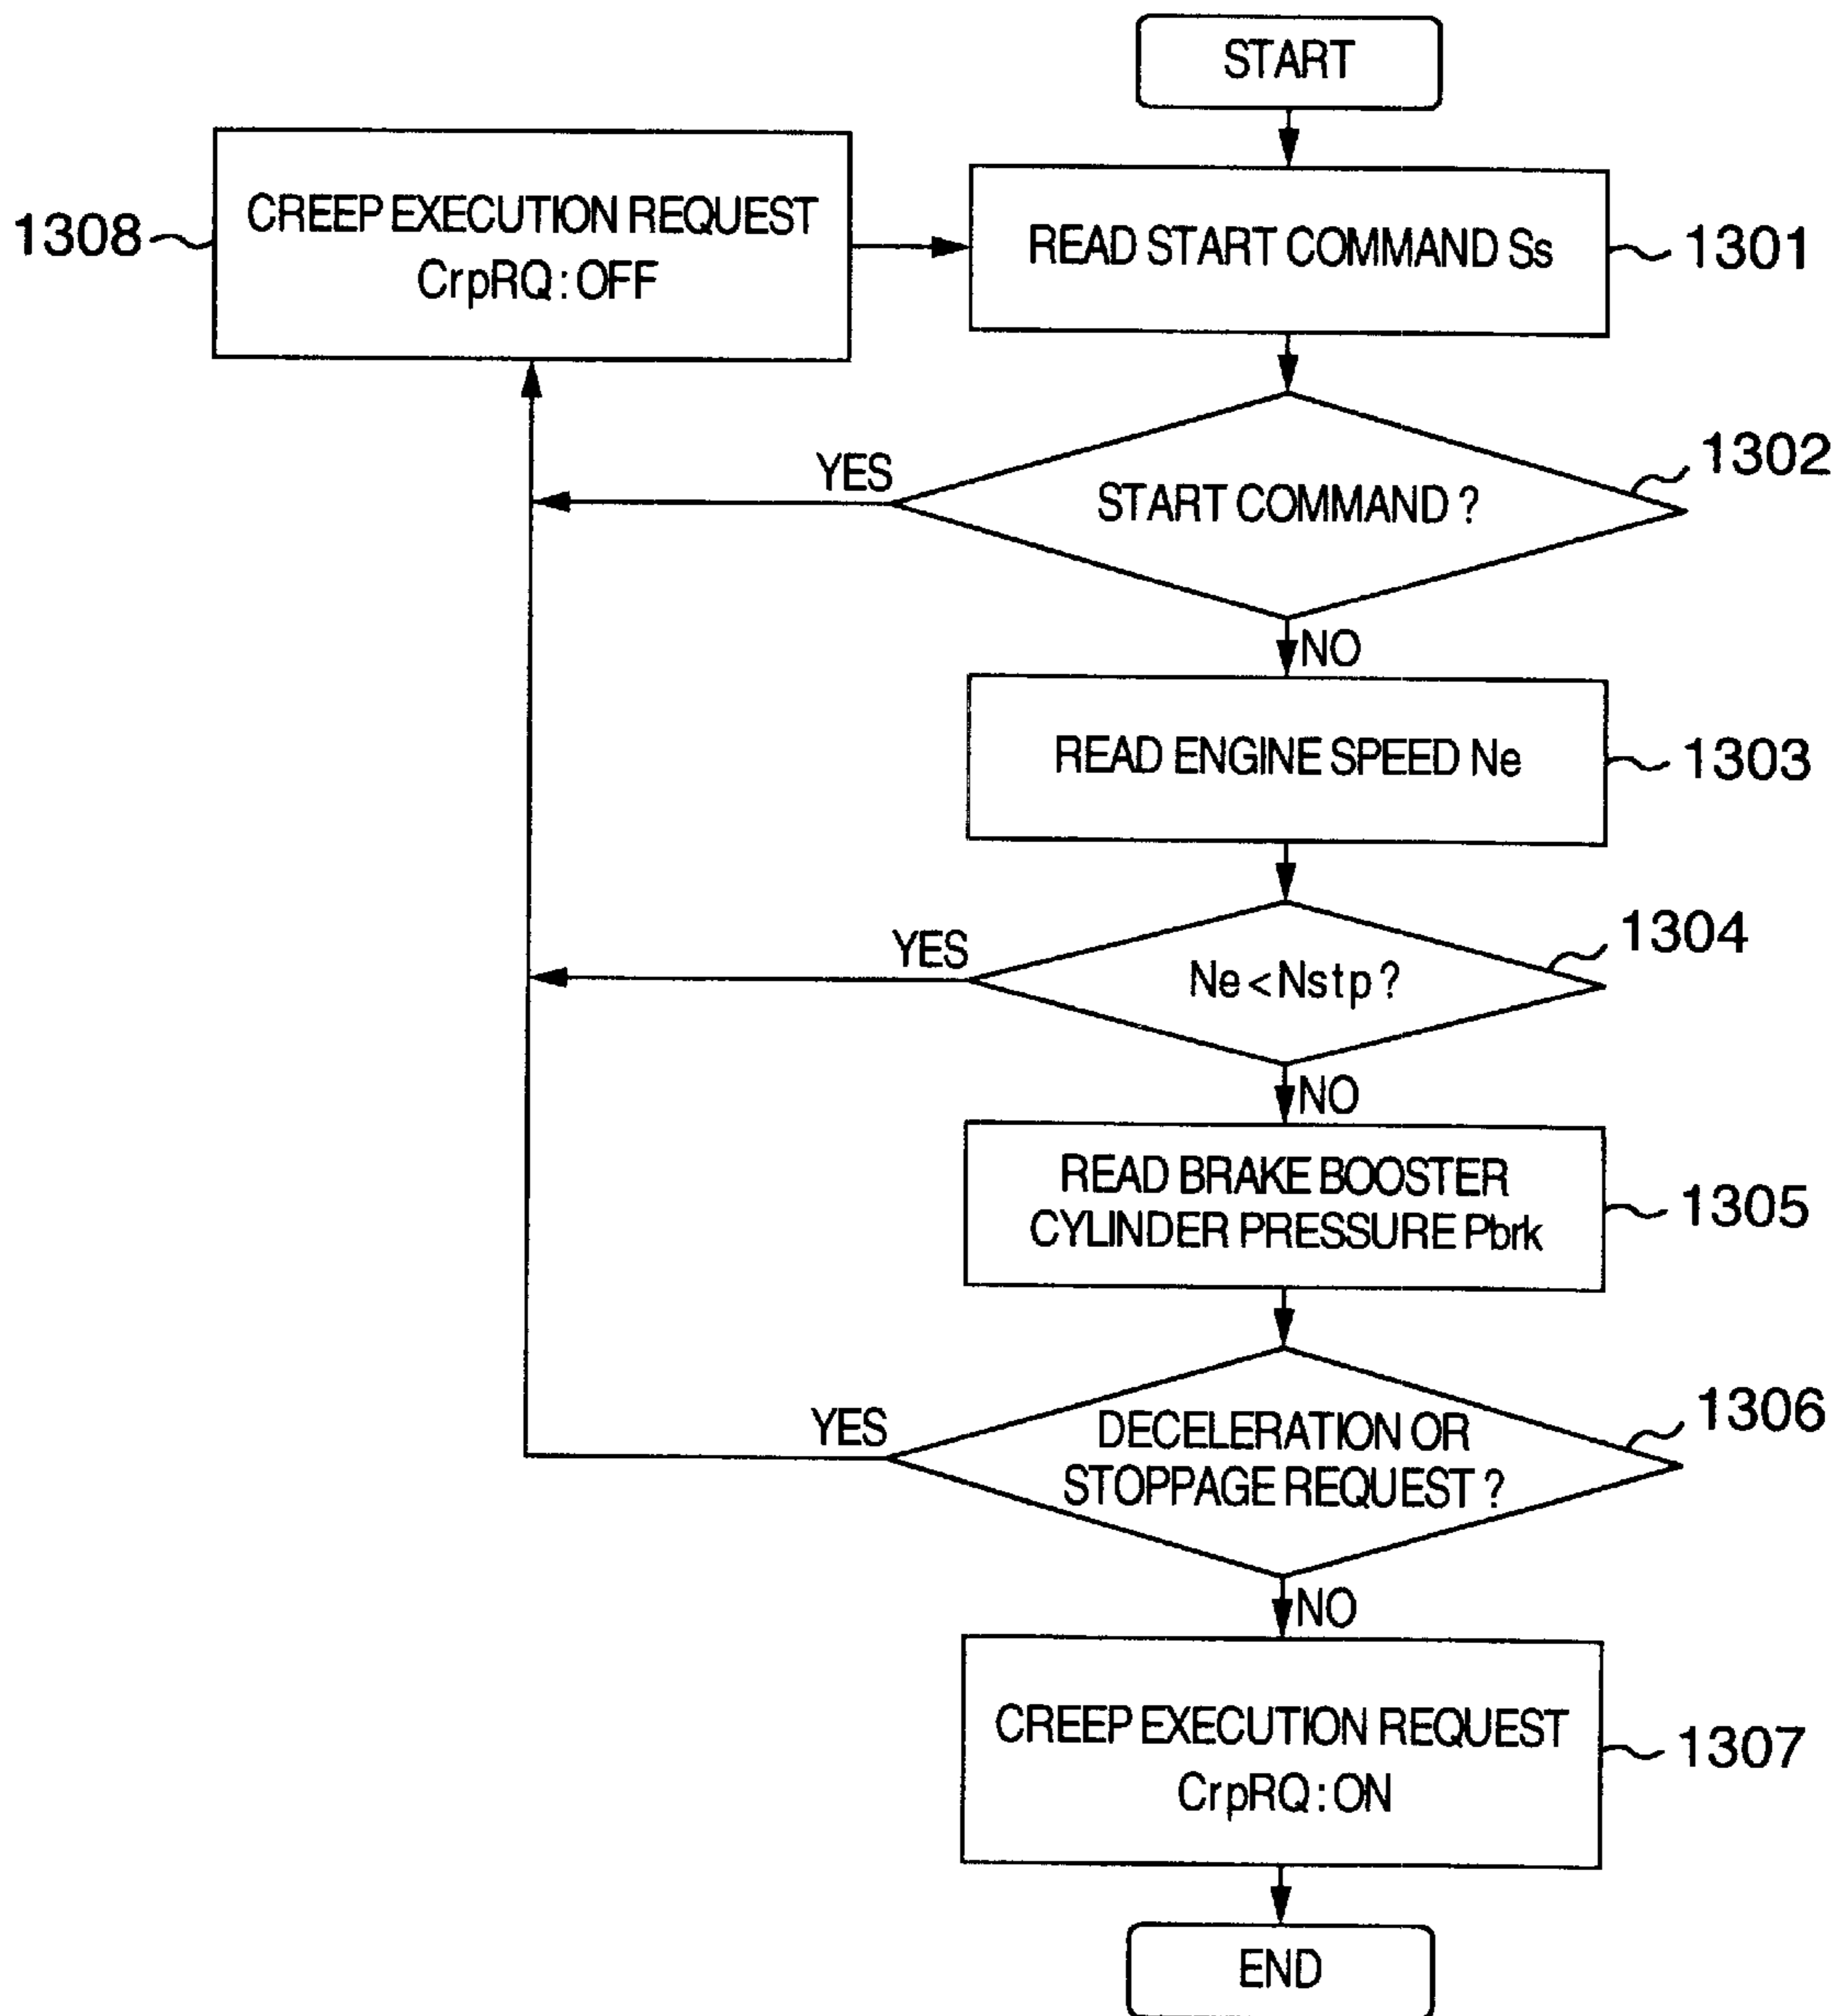 START
CREEP EXECUTION REQUEST
CrpRQ : OFF
1308
READ START COMMAND Ss
1301
START COMMAND ?
1302
YES
NO
READ ENGINE SPEED Ne
1303
Ne < Nstp ?
1304
YES
NO
READ BRAKE BOOSTER
CYLINDER PRESSURE Pbrk
1305
DECELERATION OR
STOPPAGE REQUEST ?
1306
YES
NO
CREEP EXECUTION REQUEST
CrpRQ : ON
1307
END